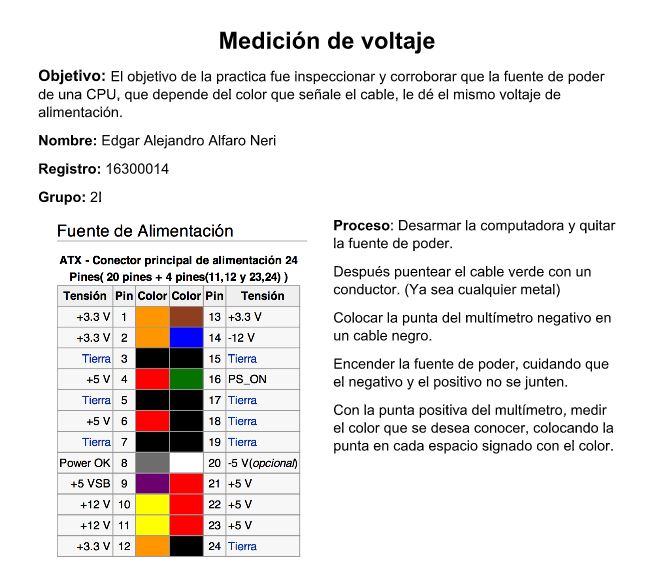 Medición de voltaje
Objetivo: El objetivo de la practica fue inspeccionar y corroborar que la fuente de poder
de una CPU, que depende del color que señale el cable, le dé el mismo voltaje de
alimentación.
Nombre: Edgar Alejandro Alfaro Neri
Registro: 16300014
Grupo: 2I
Fuente de Alimentación
ATX - Conector principal de alimentación 24
Pines( 20 pines + 4 pines(11,12 y 23,24) )
Tensión Pin Color Color Pin Tensión
+3.3 V 1 13 +3.3 V
+3.3 V 2 14 -12 V
Tierra 3 15 Tierra
+5 V 4 16 PS_ON
Tierra 5 17 Tierra
+5 V 6 18 Tierra
Tierra 7 19 Tierra
Power OK 8 20 -5 V(opcional)
+5 VSB 9 21 +5 V
+12 V 10 22 +5 V
+12 V 11 23 +5 V
+3.3 V 12 24 Tierra
Proceso: Desarmar la computadora y quitar
la fuente de poder.
Después puentear el cable verde con un
conductor. (Ya sea cualquier metal)
Colocar la punta del multímetro negativo en
un cable negro.
Encender la fuente de poder, cuidando que
el negativo y el positivo no se junten.
Con la punta positiva del multímetro, medir
el color que se desea conocer, colocando la
punta en cada espacio signado con el color.